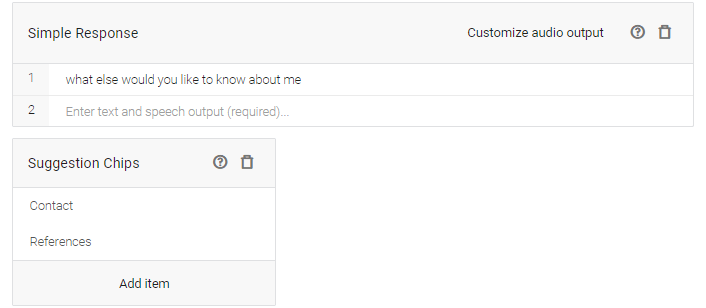 Simple Response Customize audio output
1 what else would you like to know about me
2 Enter text and speech output (required)...
Suggestion Chips
Contact
References
Add item